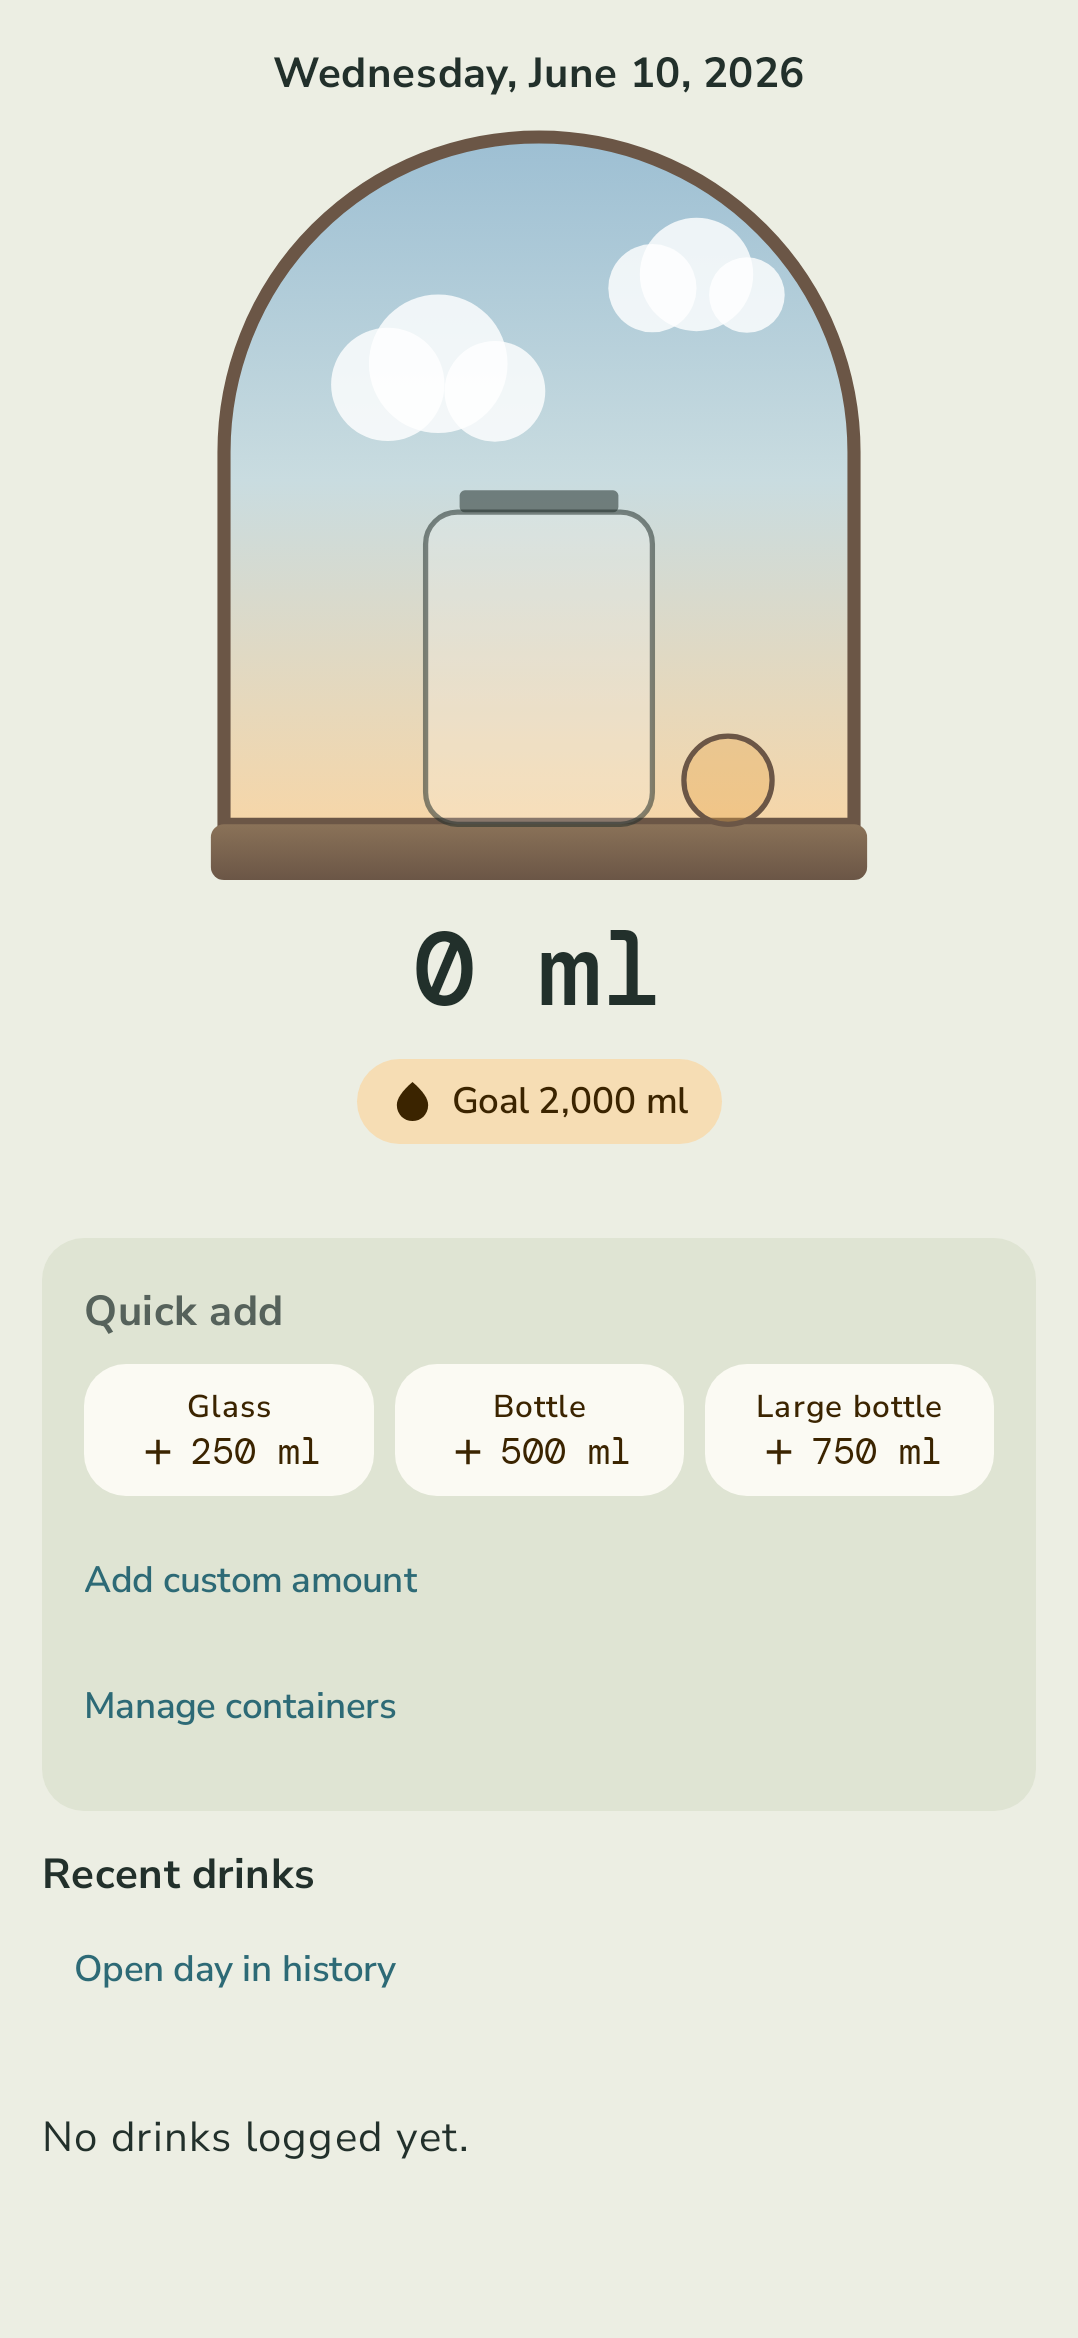 Wednesday, June 10, 2026
0 ml
Goal 2,000 ml
Quick add
Glass
+ 250 ml
Bottle
+ 500 ml
Large bottle
+ 750 ml
Add custom amount
Manage containers
Recent drinks
Open day in history
No drinks logged yet.